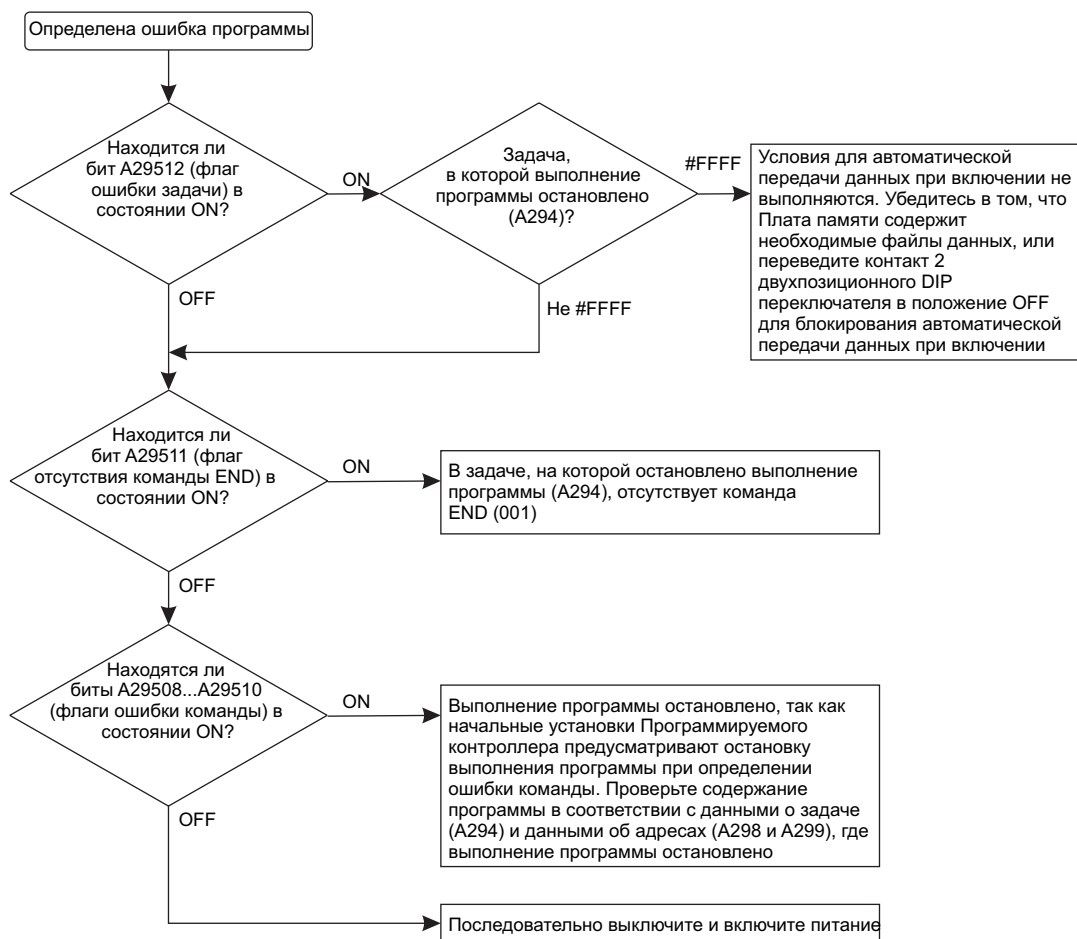 Определена ошибка программы
Находится ли
бит A29512 (флаг
ошибки задачи) в
состоянии ON?
ON
Задача,
в которой выполнение
программы остановлено
(A294)?
#FFFF
Условия для автоматической
передачи данных при включении не
выполняются. Убедитесь в том, что
Плата памяти содержит
необходимые файлы данных, или
переведите контакт 2
двухпозиционного DIP
переключателя в положение OFF
для блокирования автоматической
передачи данных при включении
OFF
Не #FFFF
Находится ли
бит A29511 (флаг
отсутствия команды END) в
состоянии ON?
ON
В задаче, на которой остановлено выполнение
программы (A294), отсутствует команда
END (001)
OFF
Находятся ли
биты A29508...A29510
(флаги ошибки команды) в
состоянии ON?
ON
Выполнение программы остановлено, так как
начальные установки Программируемого
контроллера предусматривают остановку
выполнения программы при определении
ошибки команды. Проверьте содержание
программы в соответствии с данными о задаче
(A294) и данными об адресах (A298 и A299), где
выполнение программы остановлено
OFF
Последовательно выключите и включите питание